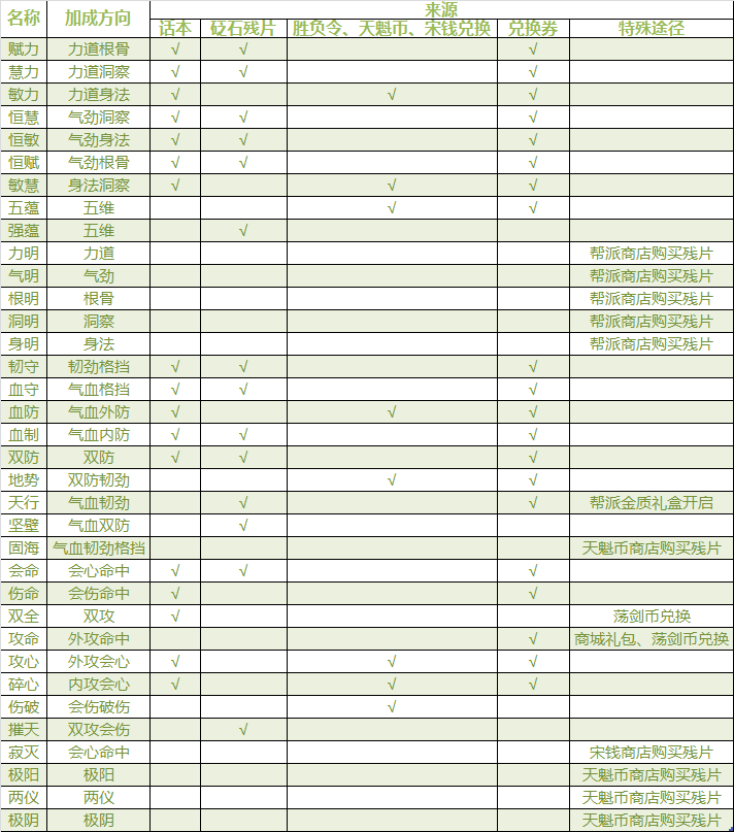 名称 加成方向 来源
话本 砭石残片 胜负令、天魁币、宋钱兑换 兑换券 特殊途径
赋力 力道根骨 √ √ √
慧力 力道洞察 √ √ √
敏力 力道身法 √ √ √
恒慧 气劲洞察 √ √ √
恒敏 气劲身法 √ √ √
恒赋 气劲根骨 √ √ √
敏慧 身法洞察 √ √ √
五蕴 五维 √ √
强蕴 五维 √
力明 力道 帮派商店购买残片
气明 气劲 帮派商店购买残片
根明 根骨 帮派商店购买残片
洞明 洞察 帮派商店购买残片
身明 身法 帮派商店购买残片
韧守 韧劲格挡 √ √ √
血守 气血格挡 √ √ √
血防 气血外防 √ √ √
血制 气血内防 √ √ √
双防 双防 √ √ √
地势 双防韧劲 √ √
天行 气血韧劲 √ √ 帮派金质礼盒开启
坚壁 气血双防 √
固海 气血韧劲格挡 天魁币商店购买残片
会命 会心命中 √ √ √
伤命 会伤命中 √ √
双全 双攻 √ 荡剑币兑换
攻命 外攻命中 √ 商城礼包、荡剑币兑换
攻心 外攻会心 √ √ √
碎心 内攻会心 √ √ √
伤破 会伤破伤 √
摧天 双攻会伤 √
寂灭 会心命中 宋钱商店购买残片
极阳 极阳 天魁币商店购买残片
两仪 两仪 天魁币商店购买残片
极阴 极阴 天魁币商店购买残片